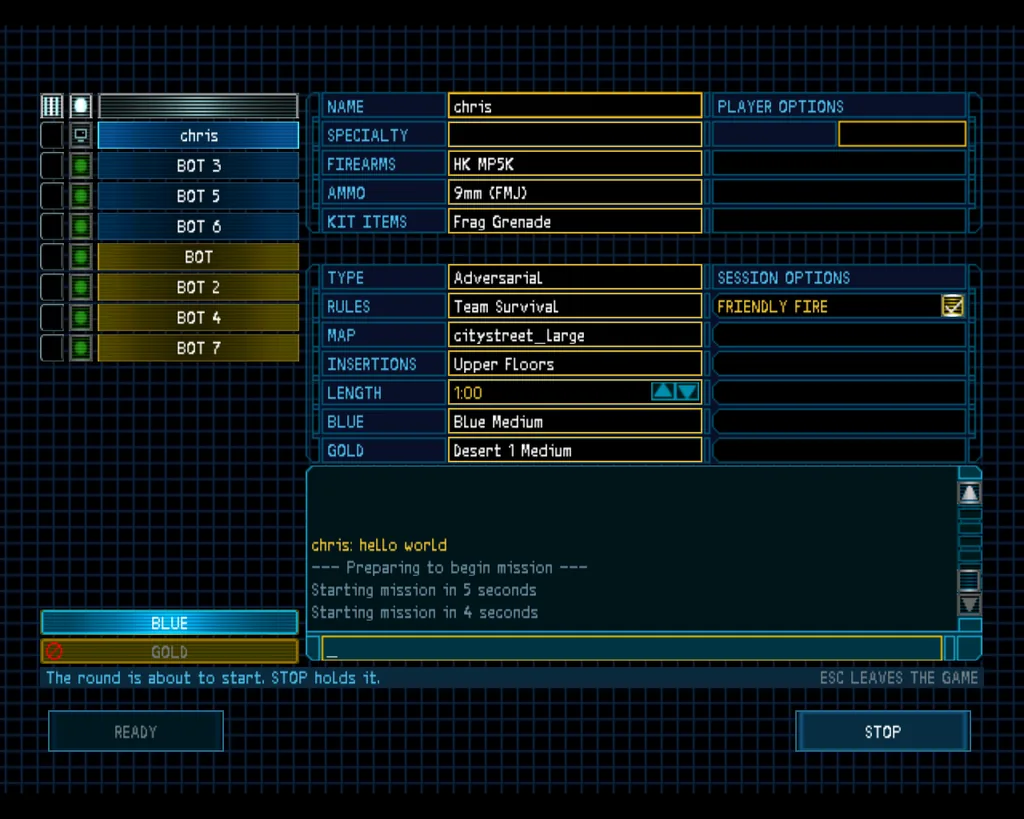 chris
BOT 3
BOT 5
BOT 6
BOT
BOT 2
BOT 4
BOT 7
BLUE
GOLD
NAME chris
SPECIALTY
FIREARMS HK MP5K
AMMO 9mm (FMJ)
KIT ITEMS Frag Grenade
PLAYER OPTIONS
TYPE Adversarial
RULES Team Survival
MAP citystreet_Large
INSERTIONS Upper Floors
LENGTH 1:00
BLUE Blue Medium
GOLD Desert 1 Medium
SESSION OPTIONS
FRIENDLY FIRE
chris: hello world
--- Preparing to begin mission ---
Starting mission in 5 seconds
Starting mission in 4 seconds
_
The round is about to start. STOP holds it.
ESC LEAVES THE GAME
READY
STOP